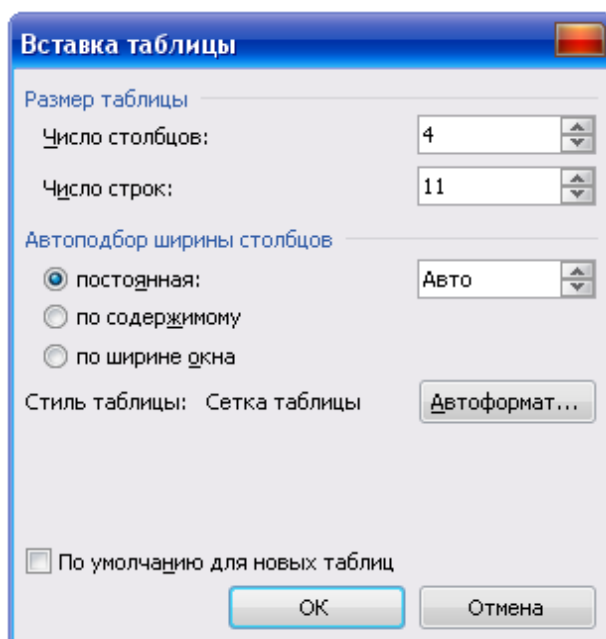 Вставка таблицы
Размер таблицы
Число столбцов: 4
Число строк: 11
Автоподбор ширины столбцов
постоянная: Авто
по содержимому
по ширине окна
Стиль таблицы: Сетка таблицы Автоформат...
По умолчанию для новых таблиц
ОК Отмена